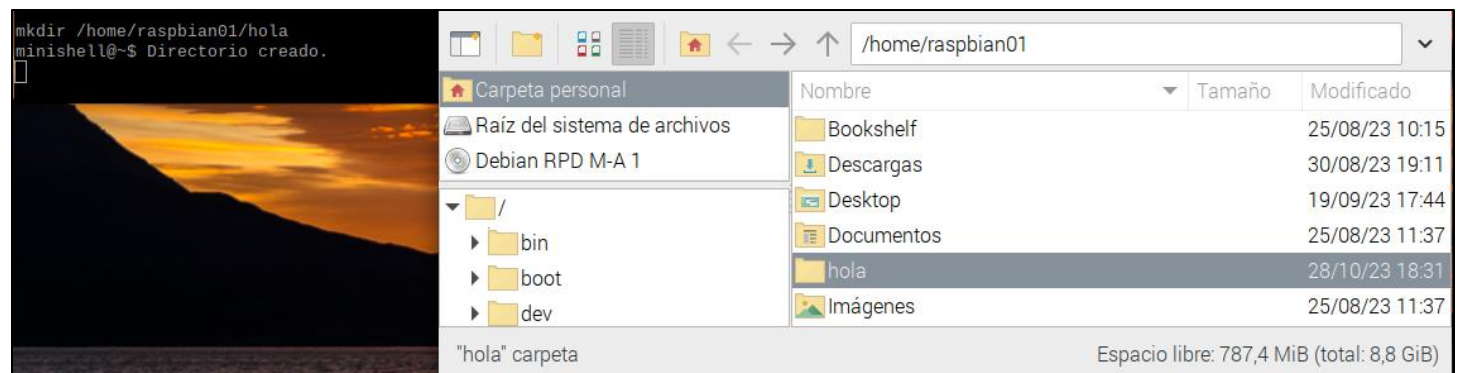 mkdir /home/raspbian01/hola
minishell@~$ Directorio creado.
/home/raspbian01
Carpeta personal
Raíz del sistema de archivos
Debian RPD M-A 1
/
bin
boot
dev
Nombre Tamaño Modificado
Bookshelf 25/08/23 10:15
Descargas 30/08/23 19:11
Desktop 19/09/23 17:44
Documentos 25/08/23 11:37
hola 28/10/23 18:31
Imágenes 25/08/23 11:37
"hola" carpeta
Espacio libre: 787,4 MiB (total: 8,8 GiB)